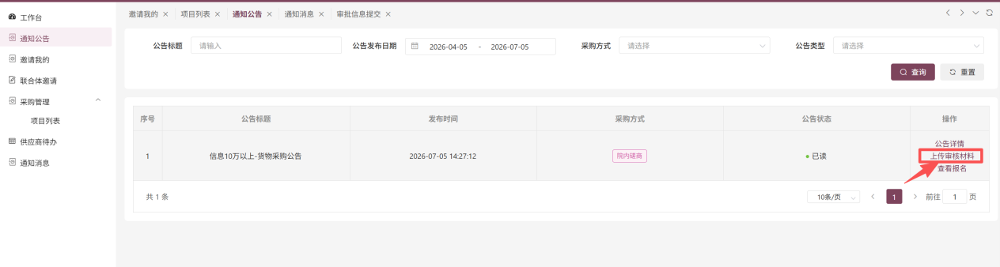 工作台
通知公告
邀请我的
联合体邀请
采购管理
项目列表
供应商待办
通知消息
邀请我的 × 项目列表 × 通知公告 × 通知消息 × 审批信息提交 ×
公告标题 请输入 公告发布日期 2026-04-05 - 2026-07-05 采购方式 请选择 公告类型 请选择
查询 重置
序号 公告标题 发布时间 采购方式 公告状态 操作
公告详情
1 信息10万以上-货物采购公告 2026-07-05 14:27:12 院内磋商 已读 上传审核材料
查看报名
共 1 条 10条/页 1 前往 1 页